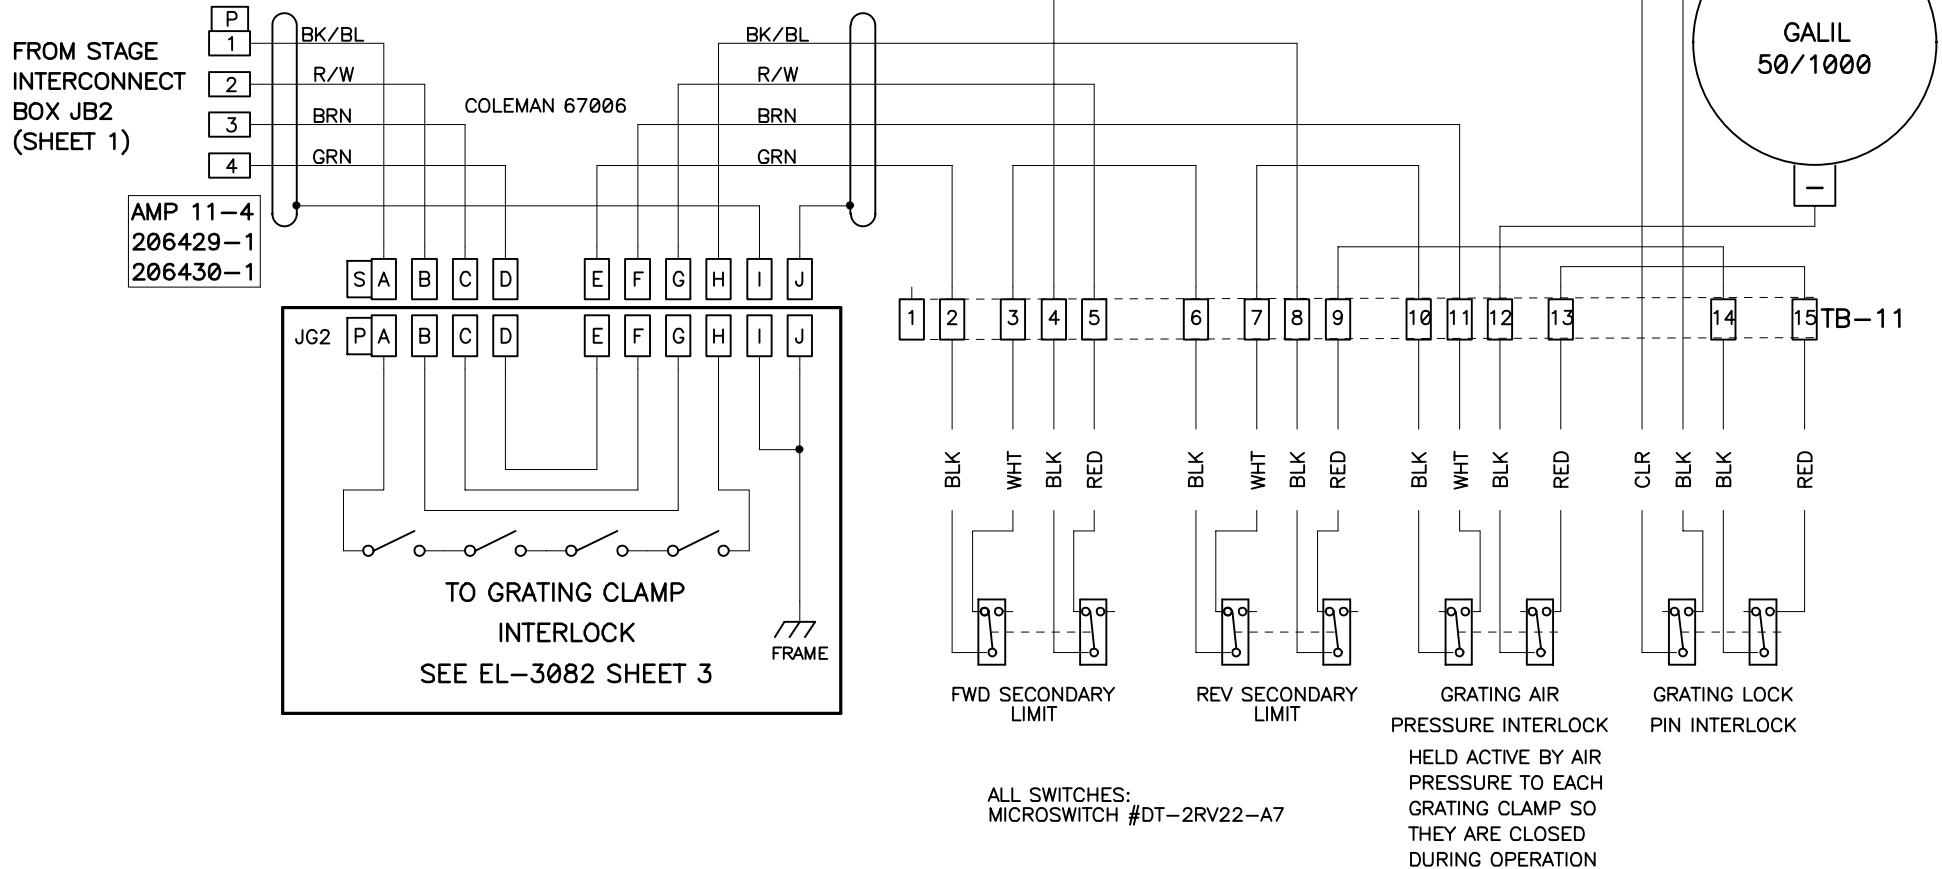 FROM STAGE
INTERCONNECT
BOX JB2
(SHEET 1)
P
1
2
3
4
BK/BL
R/W
BRN
GRN
AMP 11-4
206429-1
206430-1
COLEMAN 67006
BK/BL
R/W
BRN
GRN
GALIL
50/1000
-
S A B C D E F G H I J
JG2 P A B C D E F G H I J
1 2 3 4 5 6 7 8 9 10 11 12 13 14 15 TB-11
BLK WHT BLK RED BLK WHT BLK RED BLK WHT BLK RED CLR BLK BLK RED
TO GRATING CLAMP
INTERLOCK
SEE EL-3082 SHEET 3
FRAME
FWD SECONDARY
LIMIT
REV SECONDARY
LIMIT
GRATING AIR
PRESSURE INTERLOCK
HELD ACTIVE BY AIR
PRESSURE TO EACH
GRATING CLAMP SO
THEY ARE CLOSED
DURING OPERATION
GRATING LOCK
PIN INTERLOCK
ALL SWITCHES:
MICROSWITCH #DT-2RV22-A7